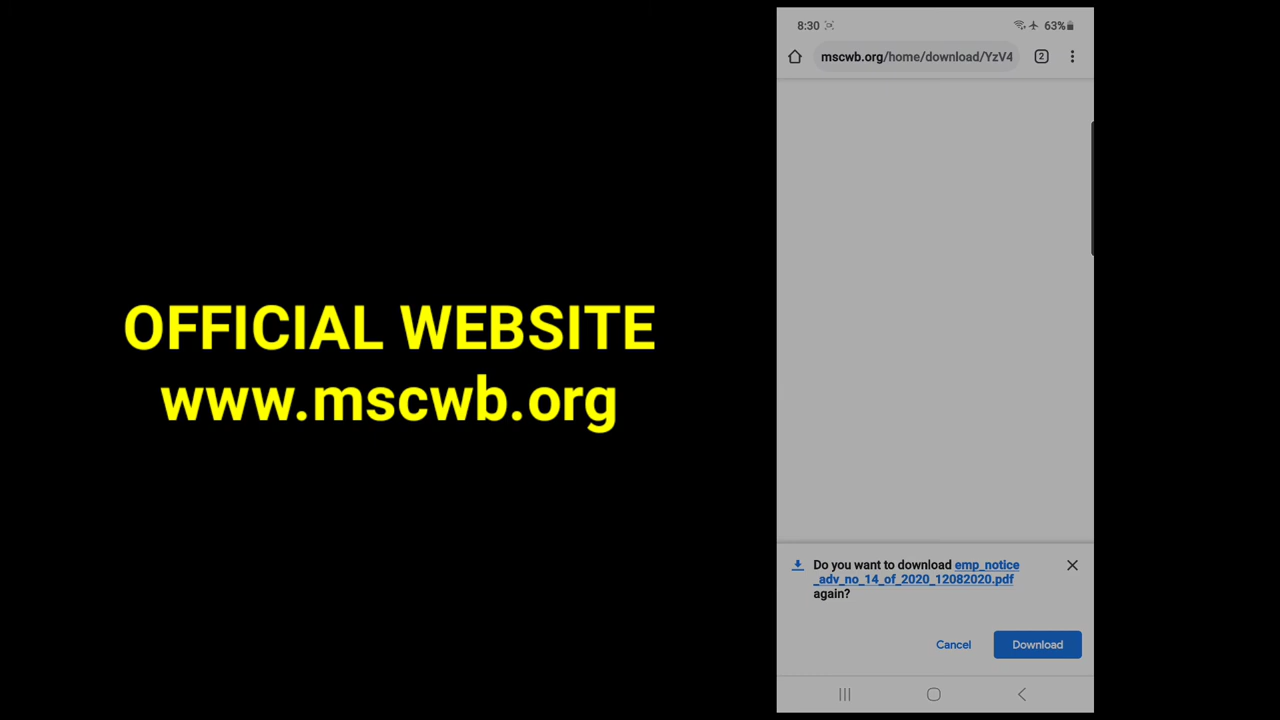 OFFICIAL WEBSITE
www.mscwb.org
8:30
63%
mscwb.org/home/download/YzV4
2
Do you want to download emp_notice
_adv_no_14_of_2020_12082020.pdf
again?
Cancel
Download